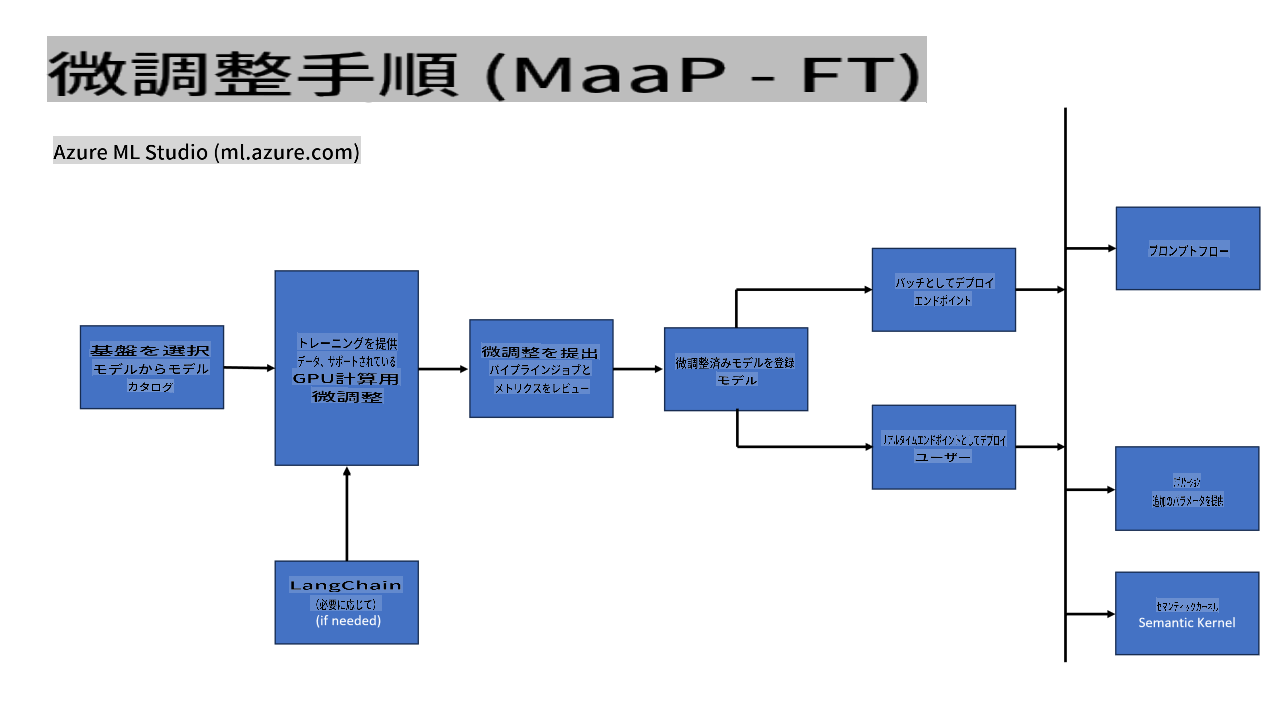 微調整手順 (MaaP - FT)
Azure ML Studio (ml.azure.com)
基盤を選択
モデルからモデル
カタログ
トレーニングを提供
データ、サポートされている
GPU計算用
微調整
LangChain
（必要に応じて）
(if needed)
微調整を提出
パイプラインジョブと
メトリクスをレビュー
微調整済みモデルを登録
モデル
バッチとしてデプロイ
エンドポイント
リアルタイムエンドポイントとしてデプロイ
ユーザー
プロンプトフロー
追加のパラメータを提供
セマンティックカーネル
Semantic Kernel